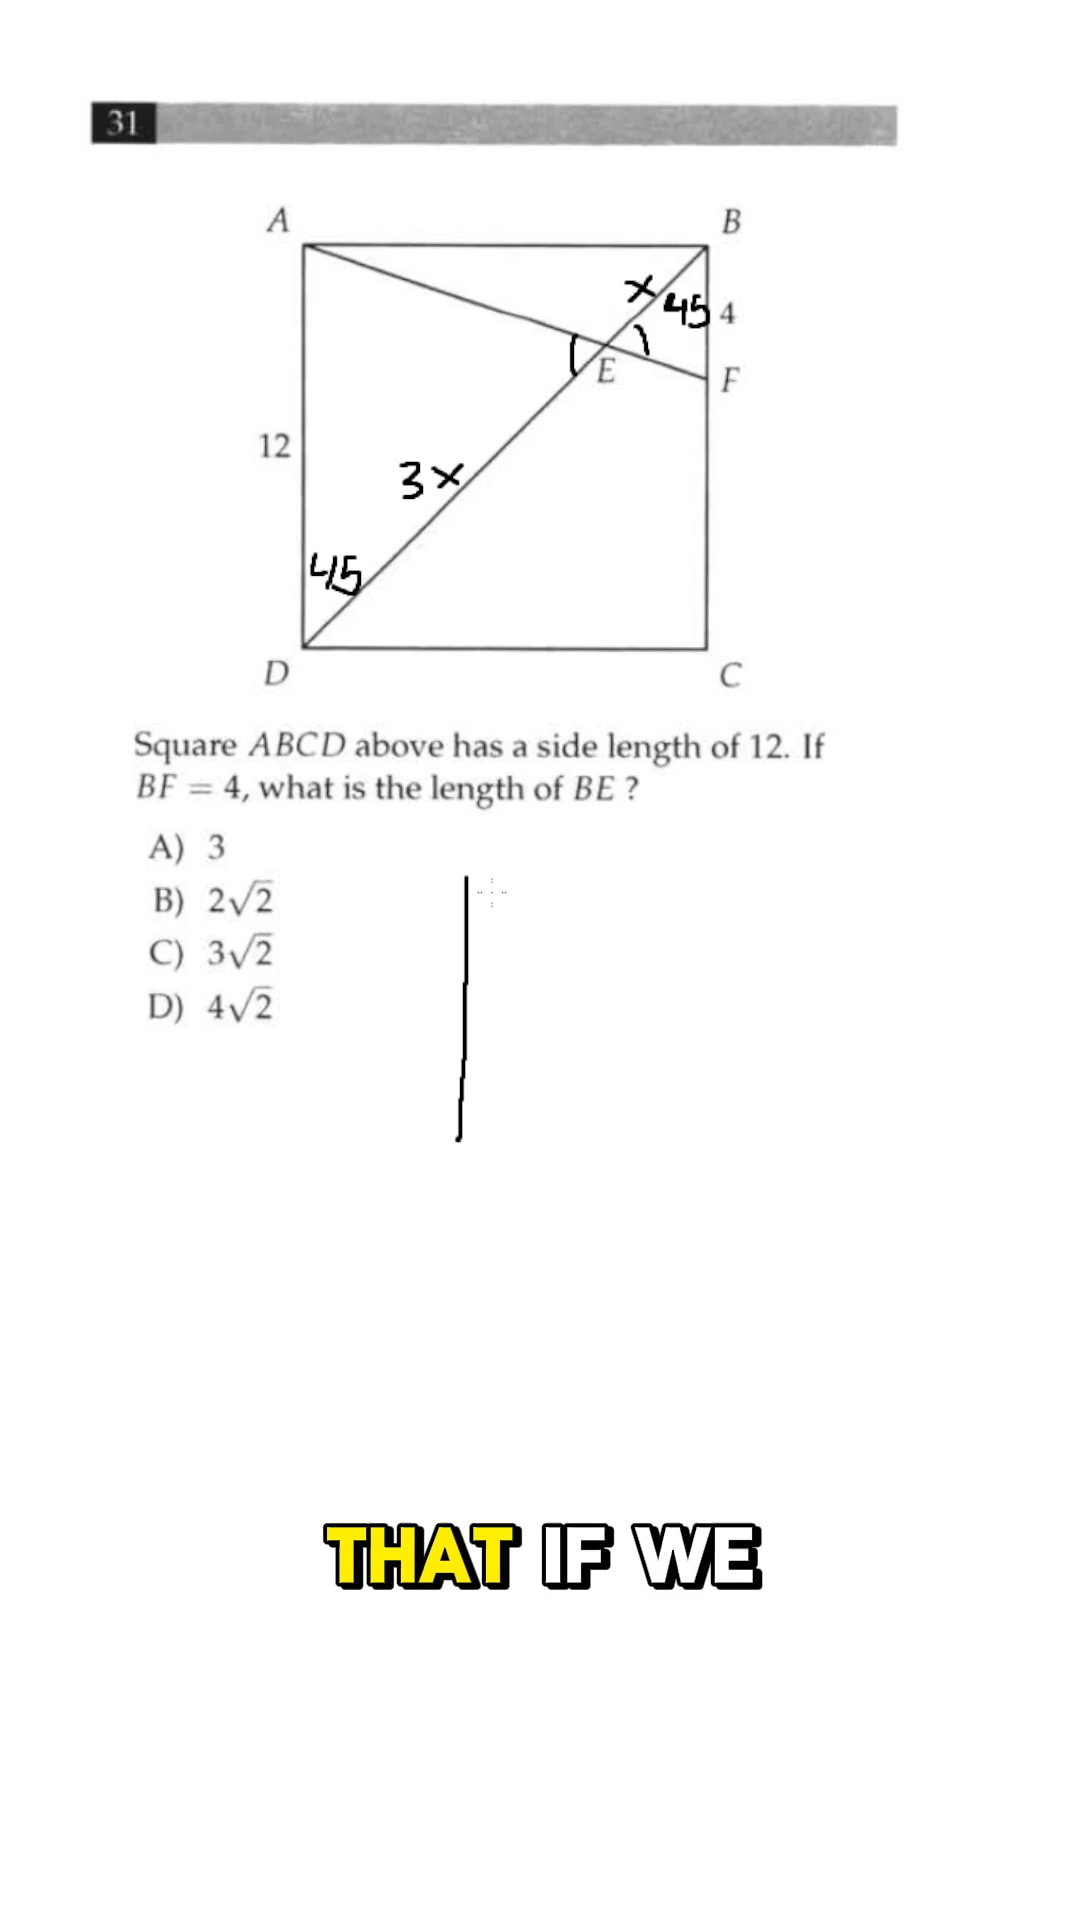 31
A
B
x
45
4
E
F
12
3x
45
D
C
Square ABCD above has a side length of 12. If
BF = 4, what is the length of BE ?
A) 3
B) 2√2
C) 3√2
D) 4√2
THAT IF WE